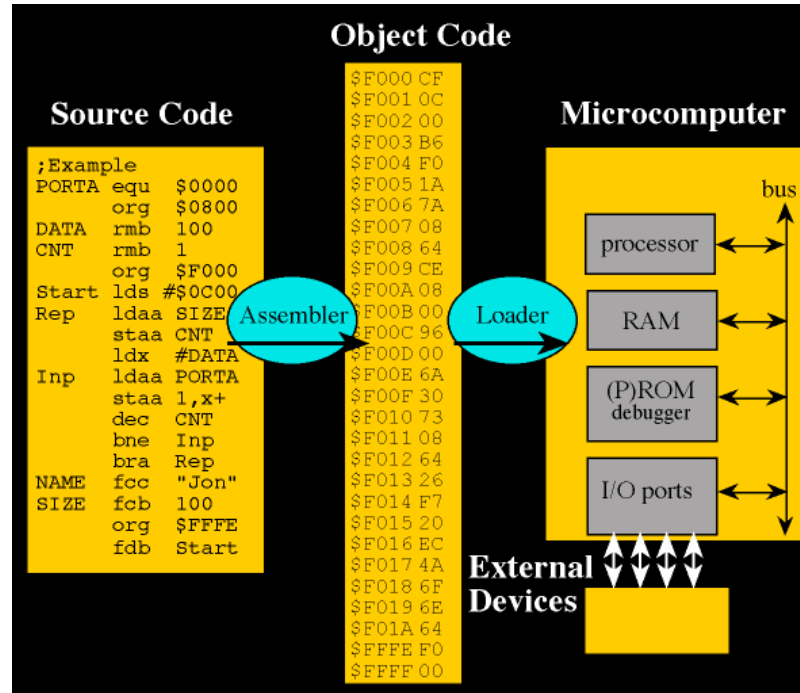 Source Code
;Example
PORTA equ $0000
org $0800
DATA rmb 100
CNT rmb 1
org $F000
Start lds #$0C00
Rep ldaa SIZE
staa CNT
ldx #DATA
Inp ldaa PORTA
staa 1,x+
dec CNT
bne Inp
bra Rep
NAME fcc "Jon"
SIZE fcb 100
org $FFFE
fdb Start
Assembler
Object Code
$F000 CF
$F001 0C
$F002 00
$F003 B6
$F004 F0
$F005 1A
$F006 7A
$F007 08
$F008 64
$F009 CE
$F00A 08
$F00B 00
$F00C 96
$F00D 00
$F00E 6A
$F00F 30
$F010 73
$F011 08
$F012 64
$F013 26
$F014 F7
$F015 20
$F016 EC
$F017 4A
$F018 6F
$F019 6E
$F01A 64
$FFFE F0
$FFFF 00
Loader
Microcomputer
bus
processor
RAM
(P)ROM
debugger
I/O ports
External
Devices